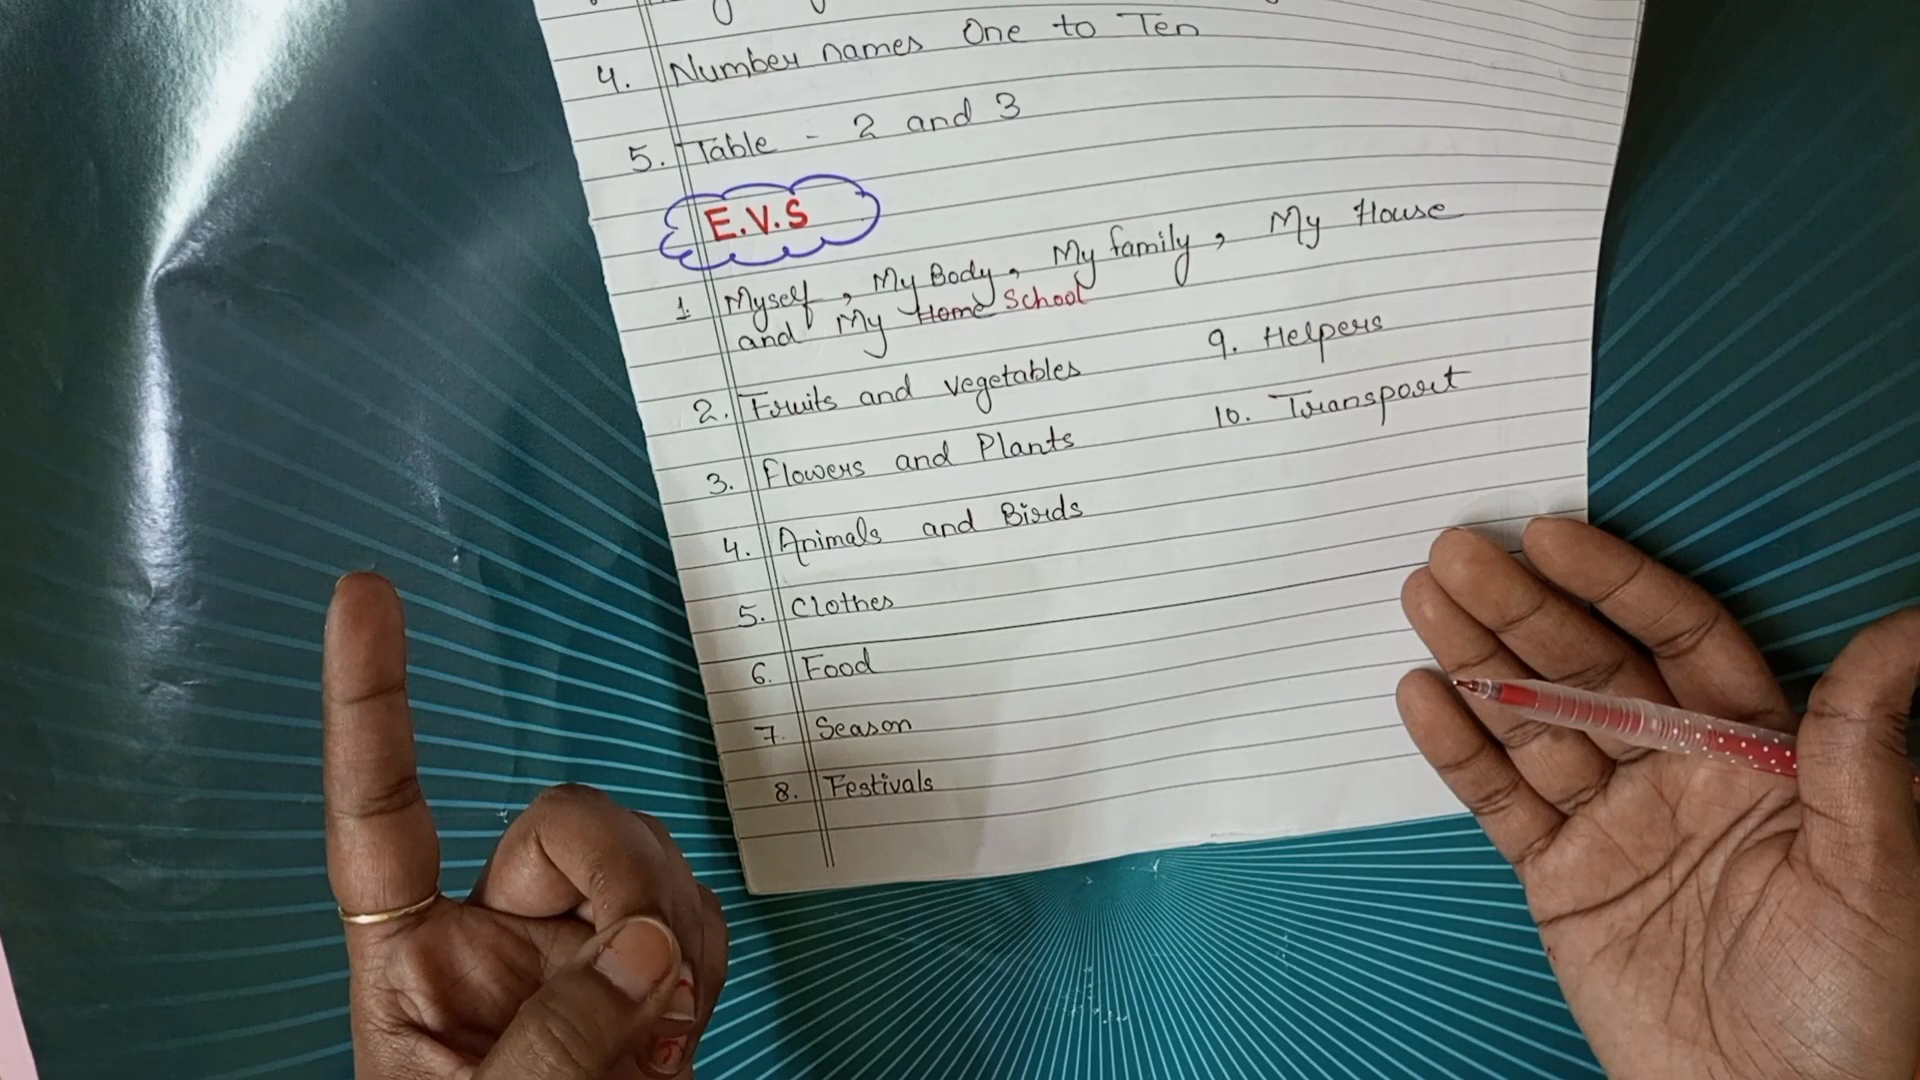 4. Number names One to Ten
5. Table - 2 and 3
E.V.S
1. Myself, My Body, My family, My House
and My Home School
2. Fruits and vegetables
3. Flowers and Plants
4. Animals and Birds
5. Clothes
6. Food
7. Season
8. Festivals
9. Helpers
10. Transport